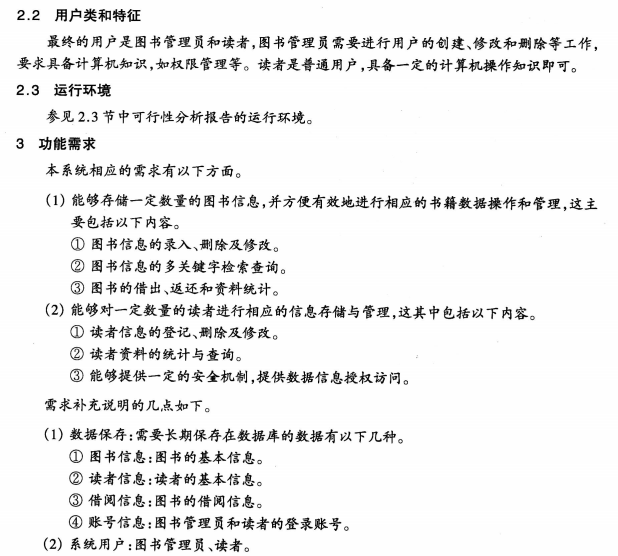 2.2 用户类和特征
最终的用户是图书管理员和读者,图书管理员需要进行用户的创建、修改和删除等工作,
要求具备计算机知识,如权限管理等。读者是普通用户,具备一定的计算机操作知识即可。
2.3 运行环境
参见2.3节中可行性分析报告的运行环境。
3 功能需求
本系统相应的需求有以下方面。
(1) 能够存储一定数量的图书信息,并方便有效地进行相应的书籍数据操作和管理,这主
要包括以下内容。
① 图书信息的录入、删除及修改。
② 图书信息的多关键字检索查询。
③ 图书的借出、返还和资料统计。
(2) 能够对一定数量的读者进行相应的信息存储与管理,这其中包括以下内容。
① 读者信息的登记、删除及修改。
② 读者资料的统计与查询。
③ 能够提供一定的安全机制,提供数据信息授权访问。
需求补充说明的几点如下。
(1) 数据保存:需要长期保存在数据库的数据有以下几种。
① 图书信息:图书的基本信息。
② 读者信息:读者的基本信息。
③ 借阅信息:图书的借阅信息。
④ 账号信息:图书管理员和读者的登录账号。
(2) 系统用户:图书管理员、读者。